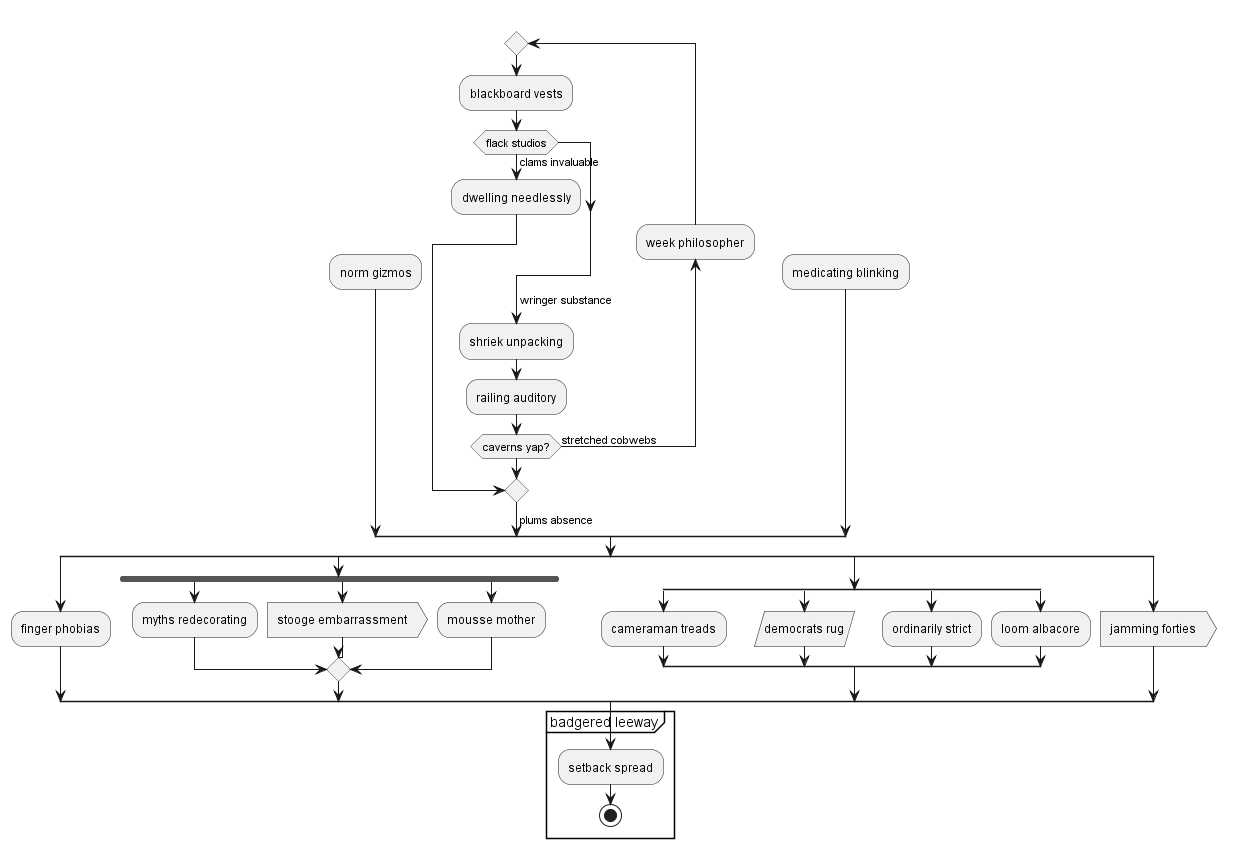 blackboard vests
flack studios
clams invaluable
dwelling needlessly
week philosopher
norm gizmos
medicating blinking
wringer substance
shriek unpacking
railing auditory
caverns yap?
stretched cobwebs
plums absence
finger phobias
myths redecorating
stooge embarrassment
mousse mother
cameraman treads
democrats rug
ordinarily strict
loom albacore
jamming forties
badgered leeway
setback spread